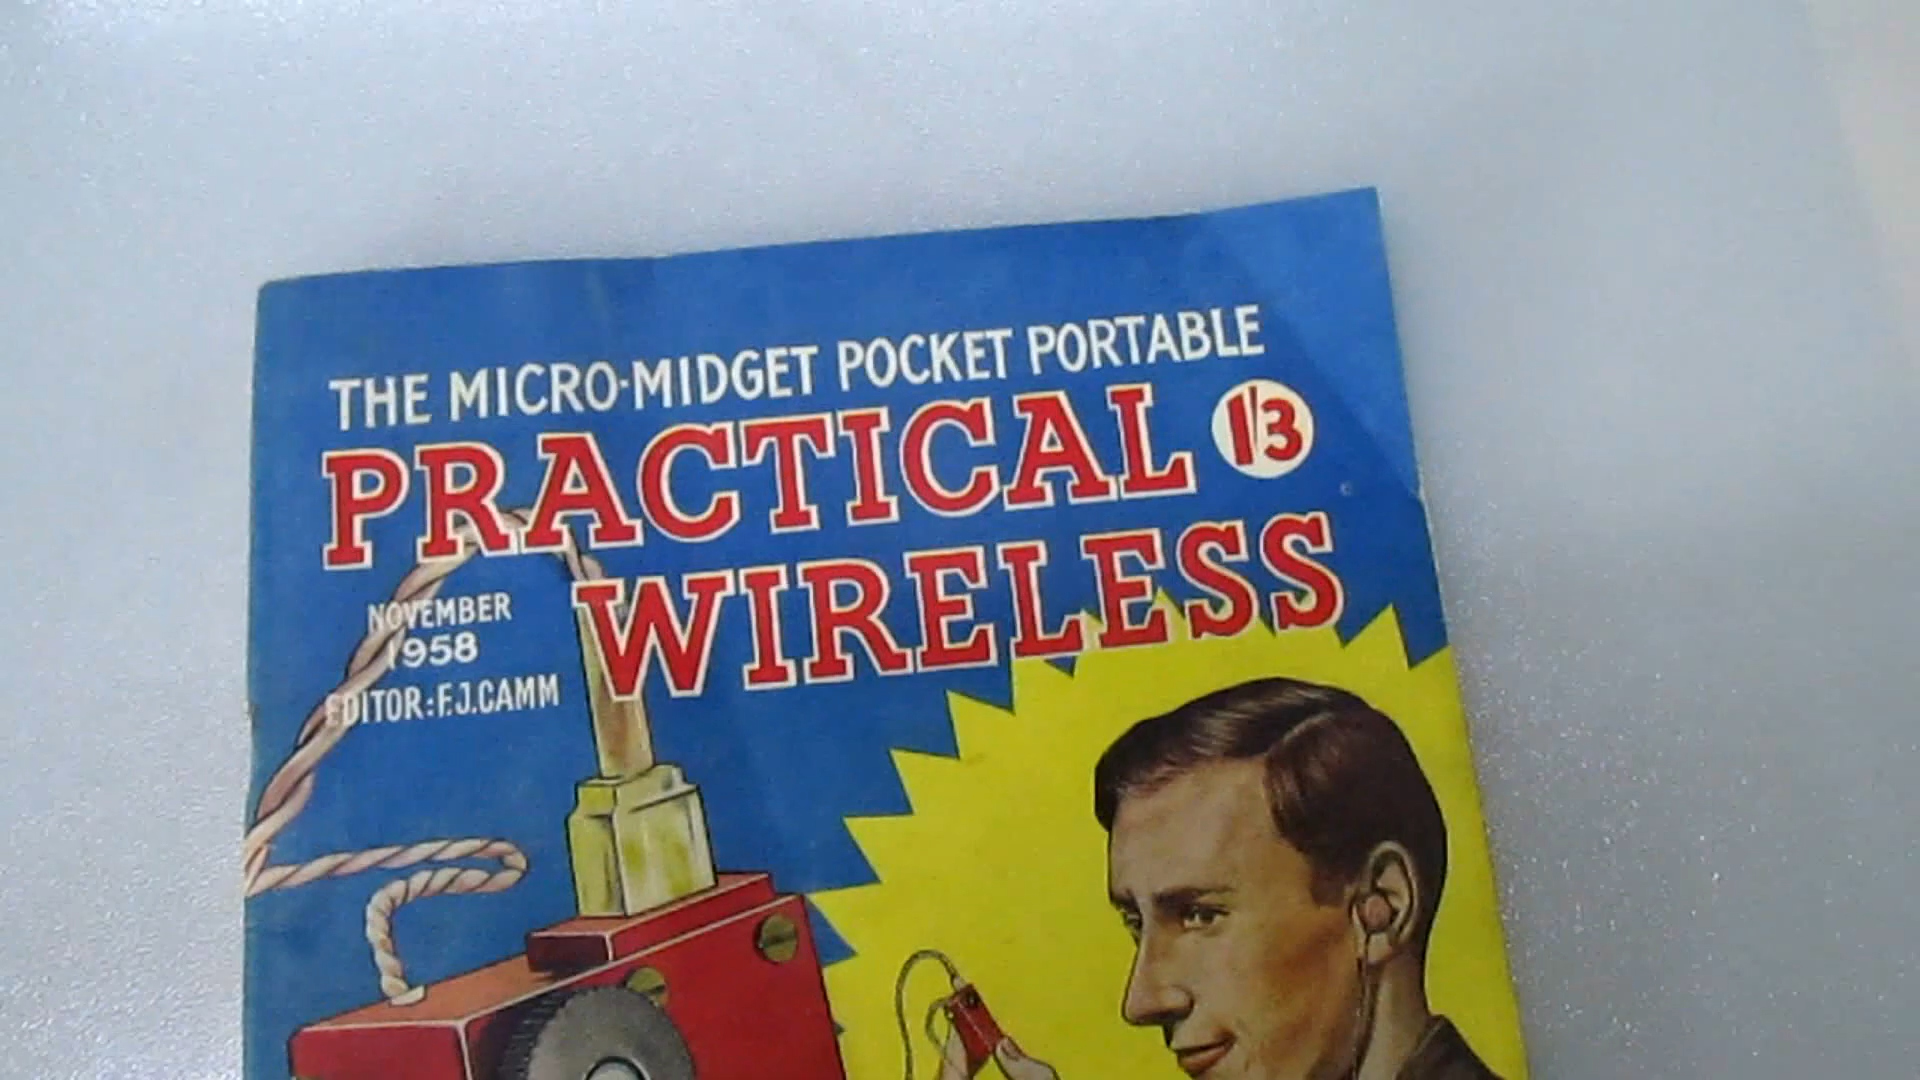 THE MICRO-MIDGET POCKET PORTABLE
PRACTICAL 1/3
WIRELESS
NOVEMBER
1958
EDITOR: F.J. CAMM